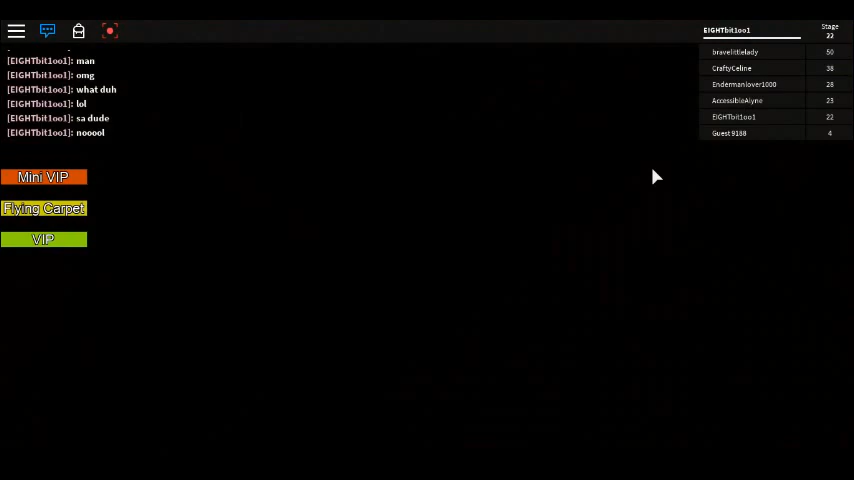 EIGHTbit1oo1
Stage
22
[EIGHTbit1oo1]: man
[EIGHTbit1oo1]: omg
[EIGHTbit1oo1]: what duh
[EIGHTbit1oo1]: lol
[EIGHTbit1oo1]: sa dude
[EIGHTbit1oo1]: nooool
bravelittlelady 50
CraftyCeline 38
Endermanlover1000 28
AccessibleAlyne 23
EIGHTbit1oo1 22
Guest 9188 4
Mini VIP
Flying Carpet
VIP